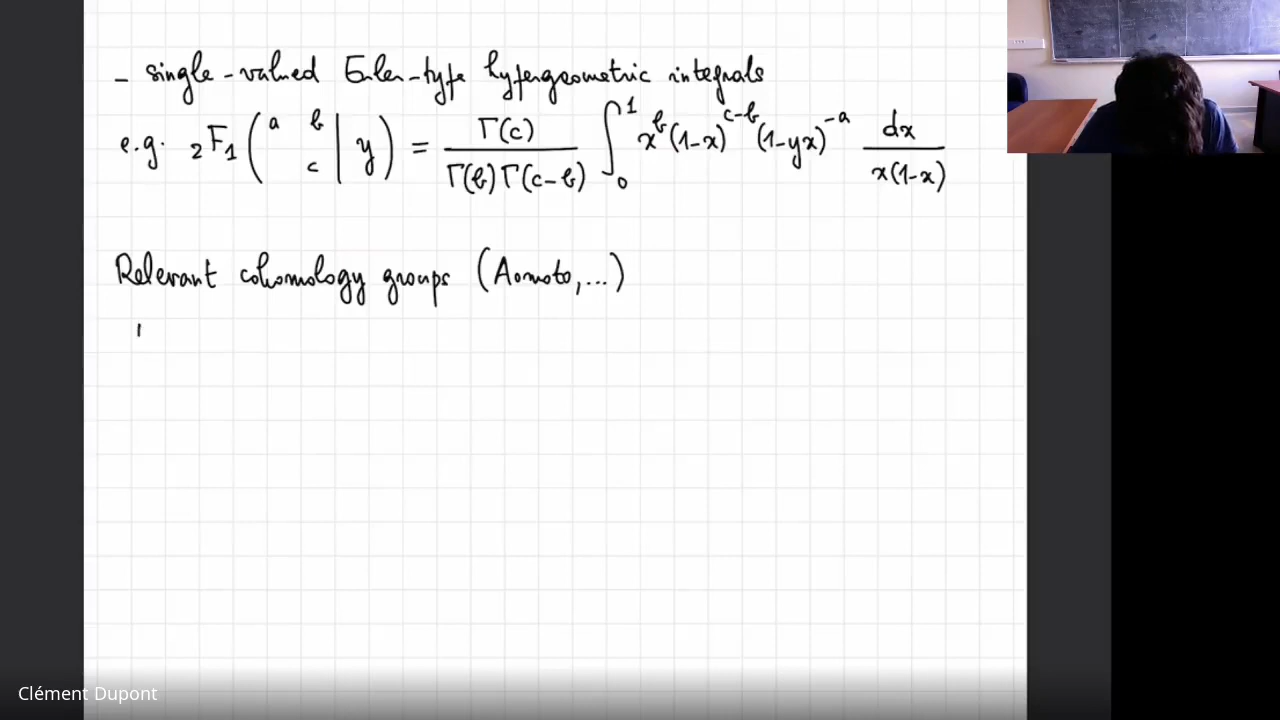 - single-valued Euler-type hypergeometric integrals
e.g. ₂F₁(a b c | y) = Γ(c) / Γ(b)Γ(c-b) ∫₀¹ x^b (1-x)^{c-b} (1-yx)^{-a} dx / x(1-x)
Relevant cohomology groups (Aomoto,...)
Clément Dupont